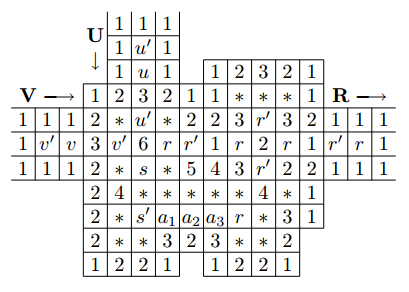 1 1 1
U 1 u′ 1
↓ 1 u 1 1 2 3 2 1
V ⟶ 1 2 3 2 1 1 * * * 1 R ⟶
1 1 1 2 * u′ * 2 2 3 r′ 3 2 1 1 1
1 v′ v 3 v′ 6 r r′ 1 r 2 r 1 r′ r 1
1 1 1 2 * s * 5 4 3 r′ 2 2 1 1 1
2 4 * * * * * 4 * 1
2 * s′ a₁ a₂ a₃ r * 3 1
2 * * 3 2 3 * * 2
1 2 2 1 1 2 2 1